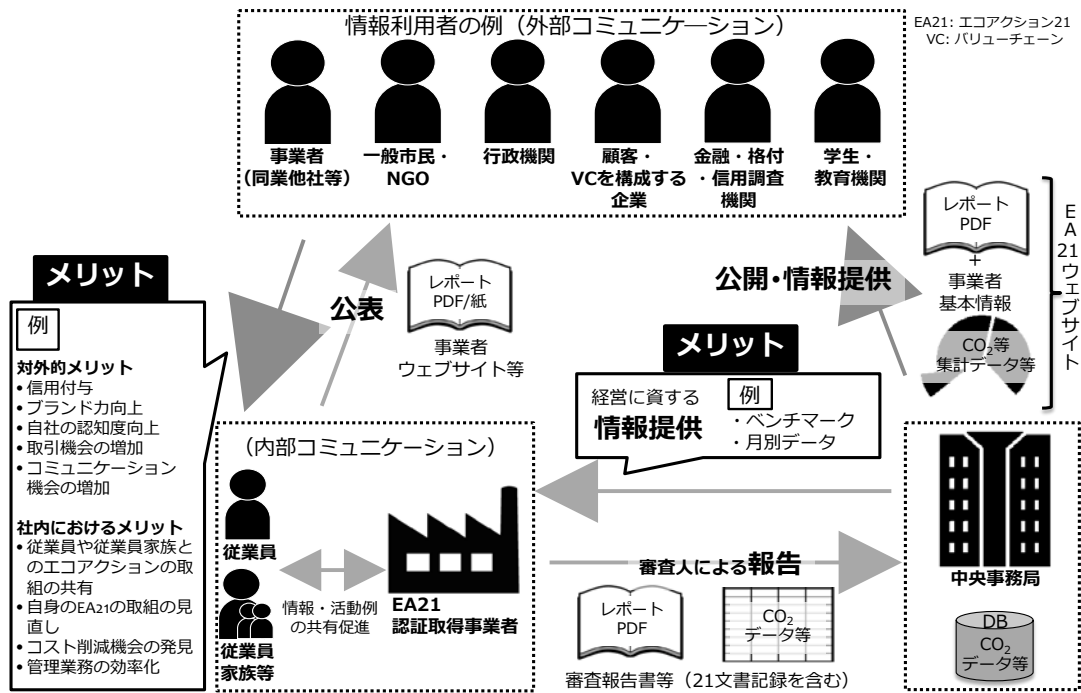 情報利用者の例（外部コミュニケーション）
EA21: エコアクション21
VC: バリューチェーン
事業者
（同業他社等）
一般市民・
NGO
行政機関
顧客・
VCを構成する
企業
金融・格付
・信用調査
機関
学生・
教育機関
レポート
PDF
+
事業者
基本情報
CO2等
集計データ等
EA21ウェブサイト
公開・情報提供
公表
レポート
PDF/紙
事業者
ウェブサイト等
メリット
例
対外的メリット
•信用付与
•ブランド力向上
•自社の認知度向上
•取引機会の増加
•コミュニケーション
機会の増加
社内におけるメリット
•従業員や従業員家族と
のエコアクションの取
組の共有
•自身のEA21の取組の見
直し
•コスト削減機会の発見
•管理業務の効率化
メリット
経営に資する
情報提供
例
・ベンチマーク
・月別データ
（内部コミュニケーション）
従業員
従業員
家族等
情報・活動例
の共有促進
EA21
認証取得事業者
審査人による報告
レポート
PDF
CO2
データ等
審査報告書等（21文書記録を含む）
中央事務局
DB
CO2
データ等